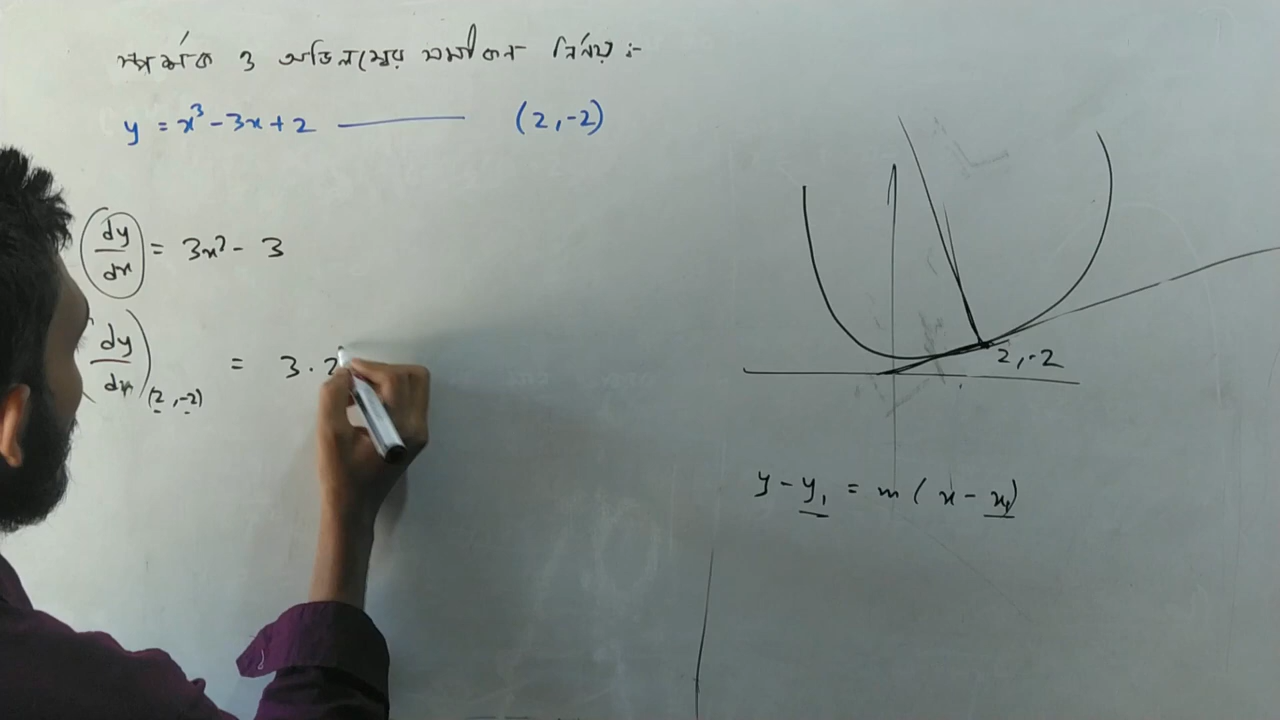 স্পর্শক ও অভিলম্বের সমীকরণ নির্ণয় :-
y = x³ - 3x + 2 ——— (2, -2)
dy/dx = 3x² - 3
dy/dx)(2, -2) = 3.2
2, -2
y - y₁ = m ( x - x₁)